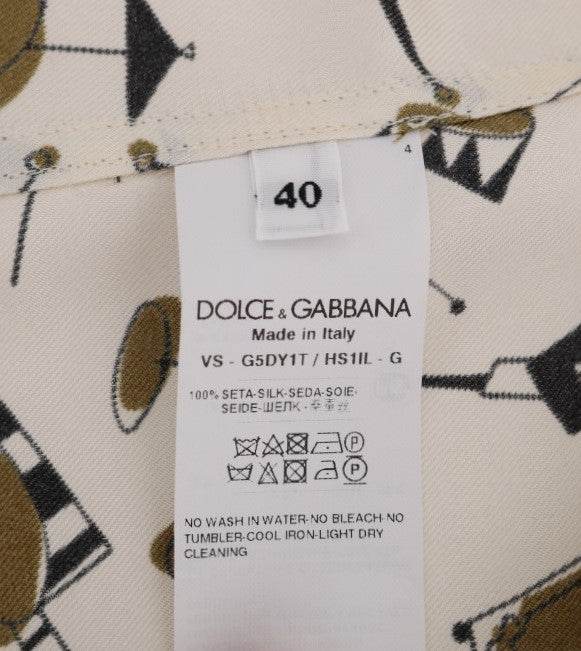 4
40
DOLCE & GABBANA
Made in Italy
VS - G5DY1T / HS1IL - G
100% SETA-SILK-SEDA-SOIE-
SEIDE-ШЕЛК -
P
P
NO WASH IN WATER-NO BLEACH-NO
TUMBLER-COOL IRON-LIGHT DRY
CLEANING